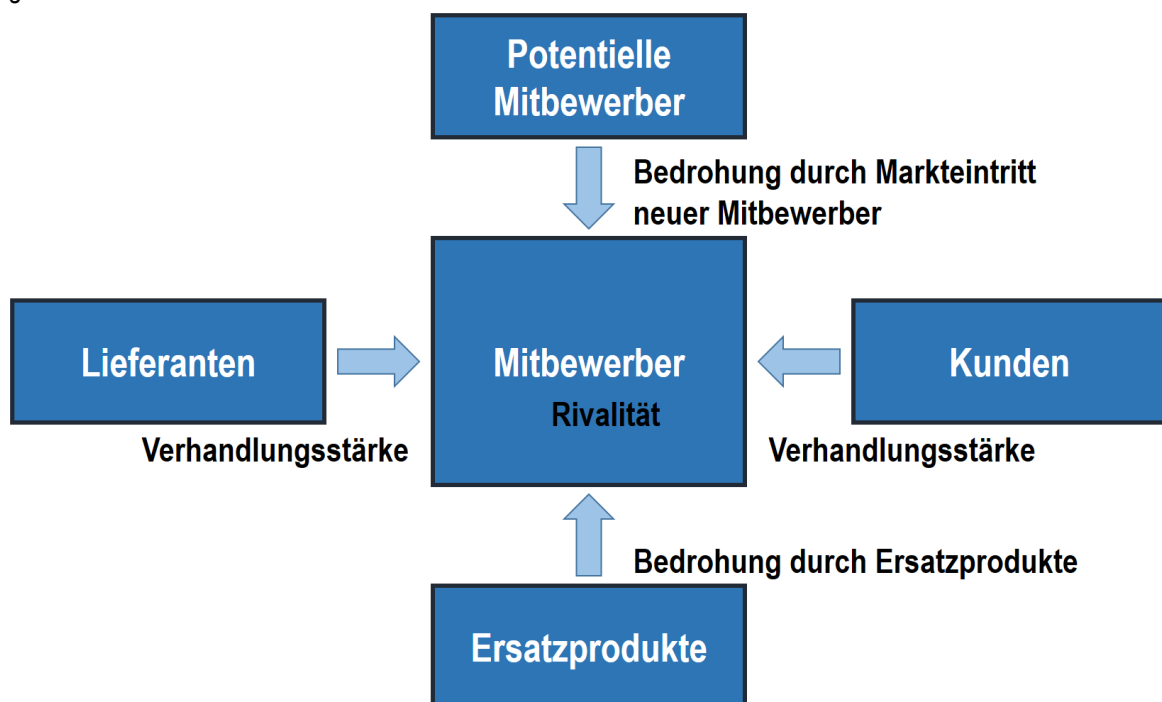 Potentielle
Mitbewerber
Bedrohung durch Markteintritt
neuer Mitbewerber
Lieferanten
Mitbewerber
Rivalität
Kunden
Verhandlungsstärke
Verhandlungsstärke
Bedrohung durch Ersatzprodukte
Ersatzprodukte